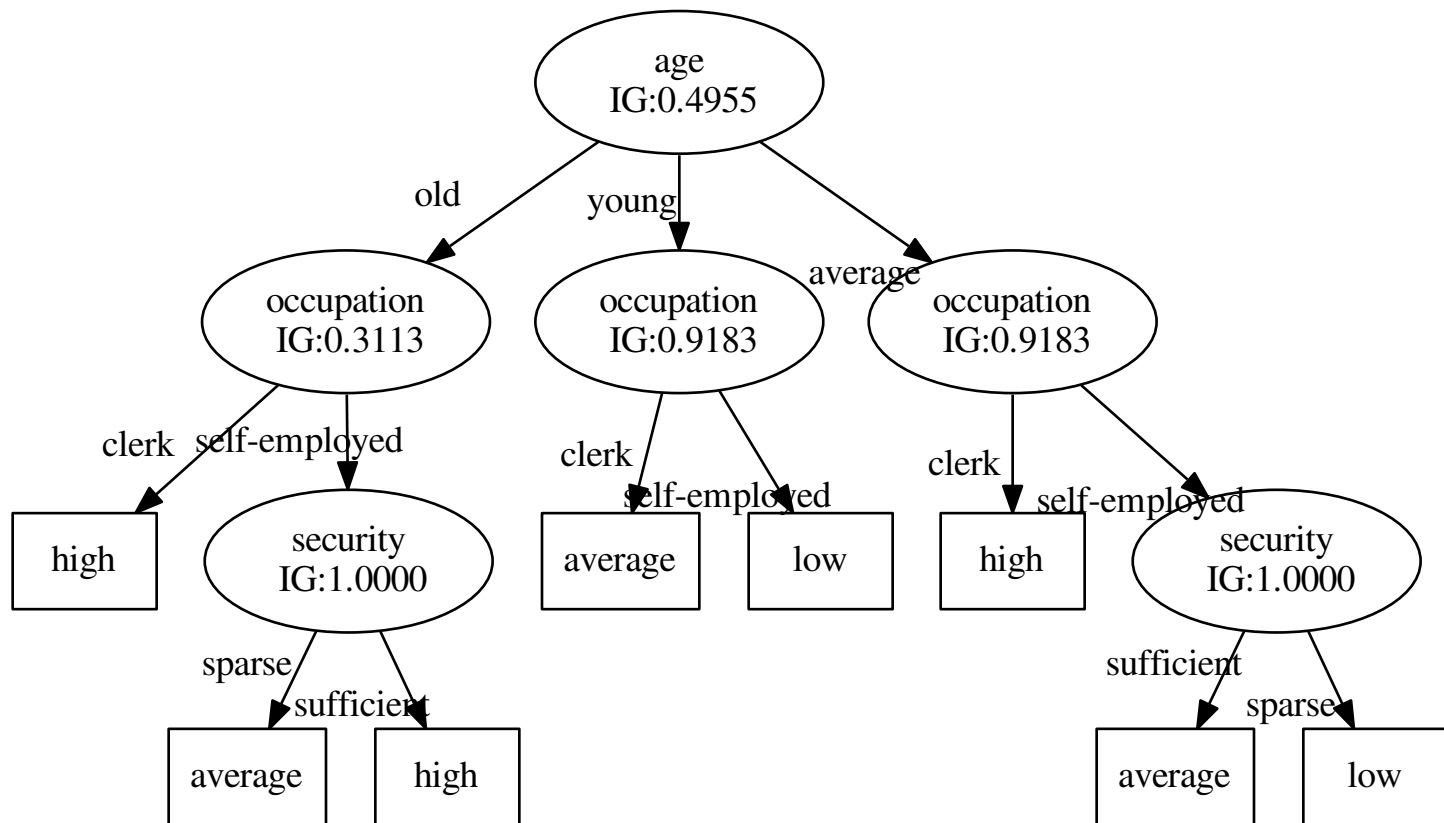 age
IG:0.4955
old
young
average
occupation
IG:0.3113
occupation
IG:0.9183
occupation
IG:0.9183
clerk
self-employed
clerk
self-employed
clerk
self-employed
high
security
IG:1.0000
average
low
high
security
IG:1.0000
sparse
sufficient
sufficient
sparse
average
high
average
low